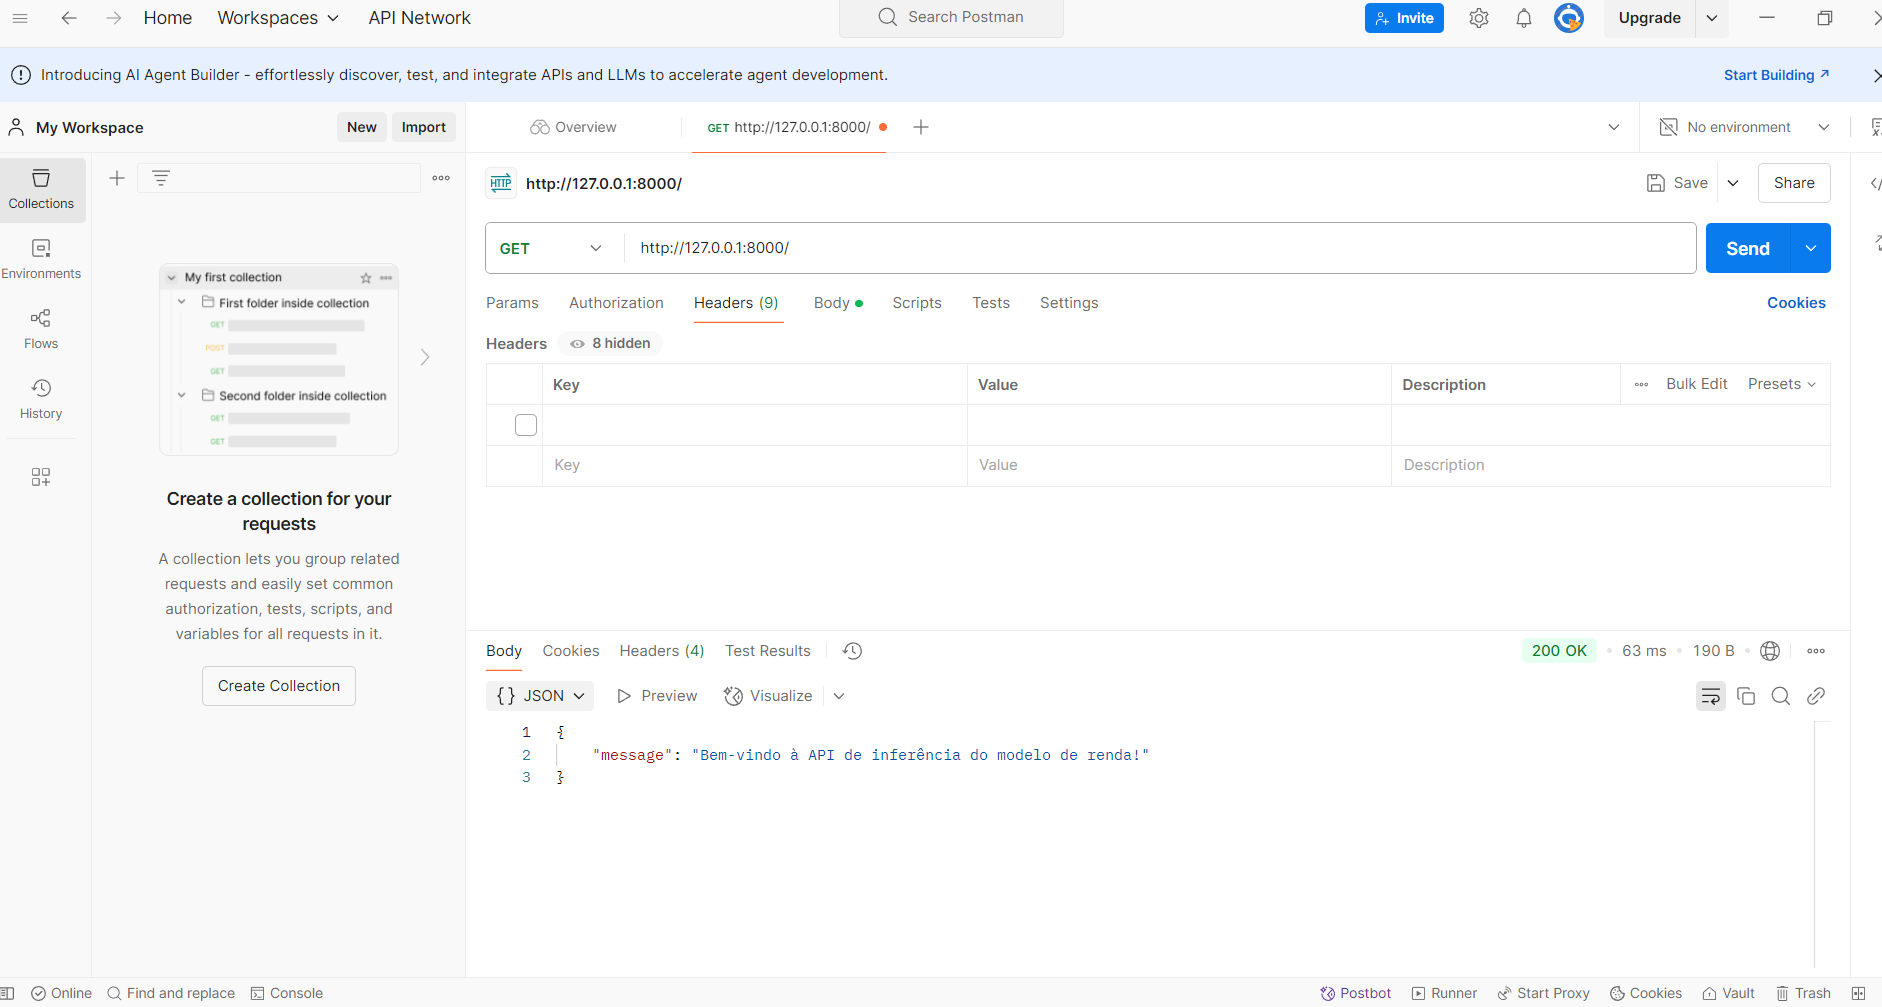 Home Workspaces API Network Search Postman Invite Upgrade
Introducing AI Agent Builder - effortlessly discover, test, and integrate APIs and LLMs to accelerate agent development. Start Building
My Workspace New Import Overview GET http://127.0.0.1:8000/ No environment
Collections
Environments
Flows
History
My first collection
First folder inside collection
GET
POST
GET
Second folder inside collection
GET
GET
Create a collection for your
requests
A collection lets you group related
requests and easily set common
authorization, tests, scripts, and
variables for all requests in it.
Create Collection
HTTP http://127.0.0.1:8000/ Save Share
GET http://127.0.0.1:8000/ Send
Params Authorization Headers (9) Body Scripts Tests Settings Cookies
Headers 8 hidden
Key Value Description Bulk Edit Presets
Key Value Description
Body Cookies Headers (4) Test Results 200 OK 63 ms 190 B
{} JSON Preview Visualize
1 {
2 "message": "Bem-vindo à API de inferência do modelo de renda!"
3 }
Online Find and replace Console Postbot Runner Start Proxy Cookies Vault Trash